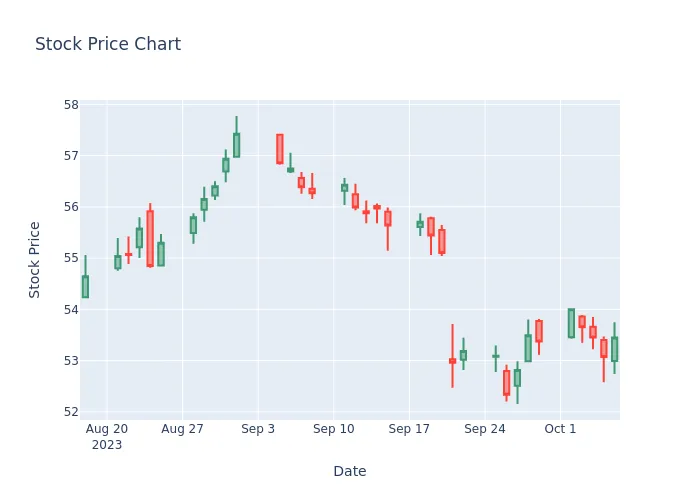 Stock Price Chart
58
57
56
55
54
53
52
Stock Price
Aug 20
2023
Aug 27
Sep 3
Sep 10
Sep 17
Sep 24
Oct 1
Date